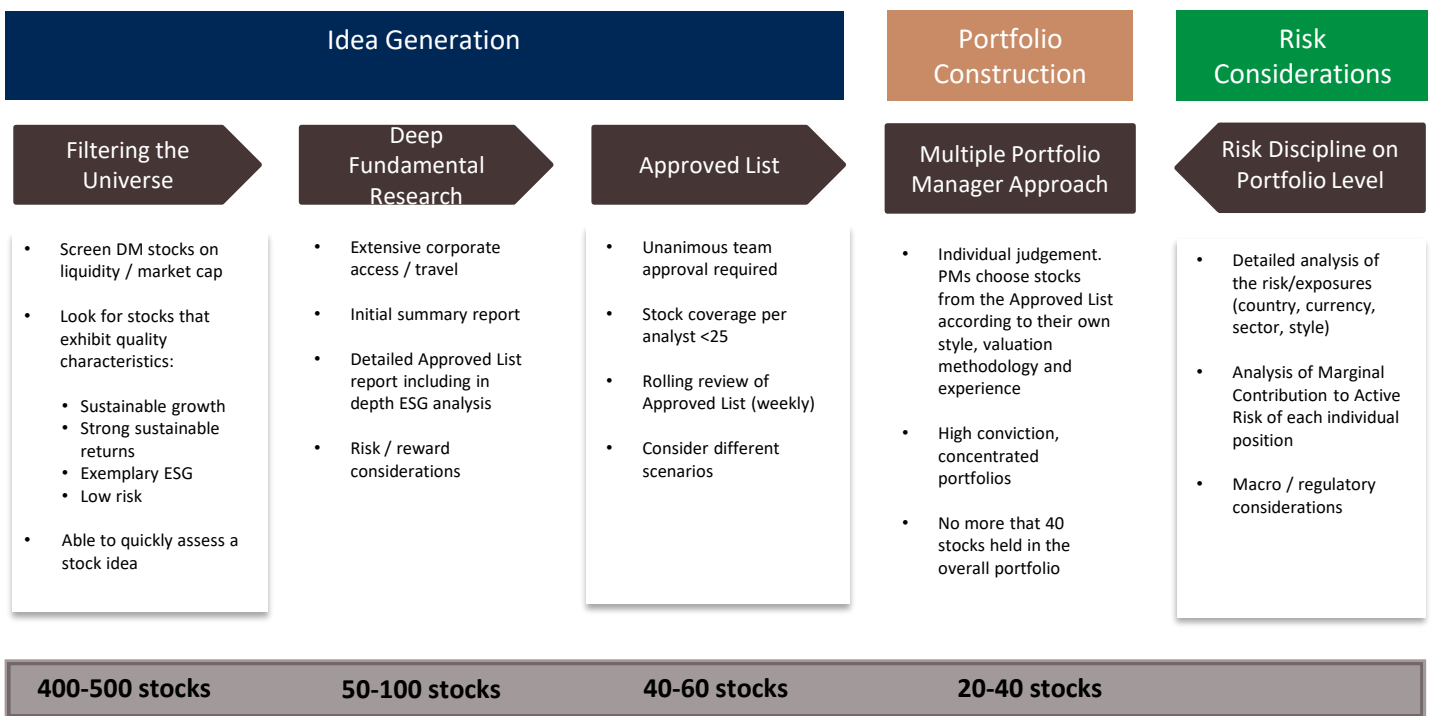 Idea Generation
Portfolio
Construction
Risk
Considerations
Filtering the
Universe
Deep
Fundamental
Research
Approved List
Multiple Portfolio
Manager Approach
Risk Discipline on
Portfolio Level
• Screen DM stocks on
liquidity / market cap
• Look for stocks that
exhibit quality
characteristics:
• Sustainable growth
• Strong sustainable
returns
• Exemplary ESG
• Low risk
• Able to quickly assess a
stock idea
• Extensive corporate
access / travel
• Initial summary report
• Detailed Approved List
report including in
depth ESG analysis
• Risk / reward
considerations
• Unanimous team
approval required
• Stock coverage per
analyst <25
• Rolling review of
Approved List (weekly)
• Consider different
scenarios
• Individual judgement.
PMs choose stocks
from the Approved List
according to their own
style, valuation
methodology and
experience
• High conviction,
concentrated
portfolios
• No more that 40
stocks held in the
overall portfolio
• Detailed analysis of
the risk/exposures
(country, currency,
sector, style)
• Analysis of Marginal
Contribution to Active
Risk of each individual
position
• Macro / regulatory
considerations
400-500 stocks
50-100 stocks
40-60 stocks
20-40 stocks